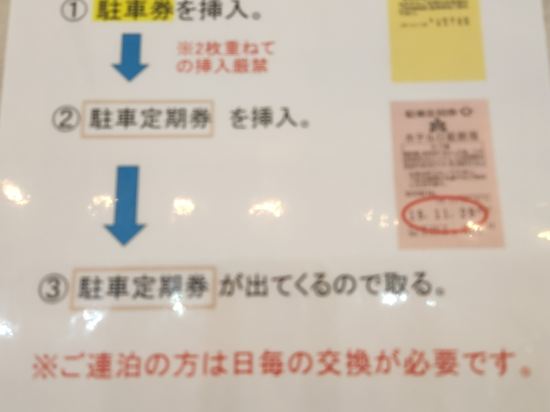 ① 駐車券を挿入。
※2枚重ねて
の挿入厳禁
② 駐車定期券 を挿入。
③ 駐車定期券 が出てくるので取る。
※ご連泊の方は日毎の交換が必要です。